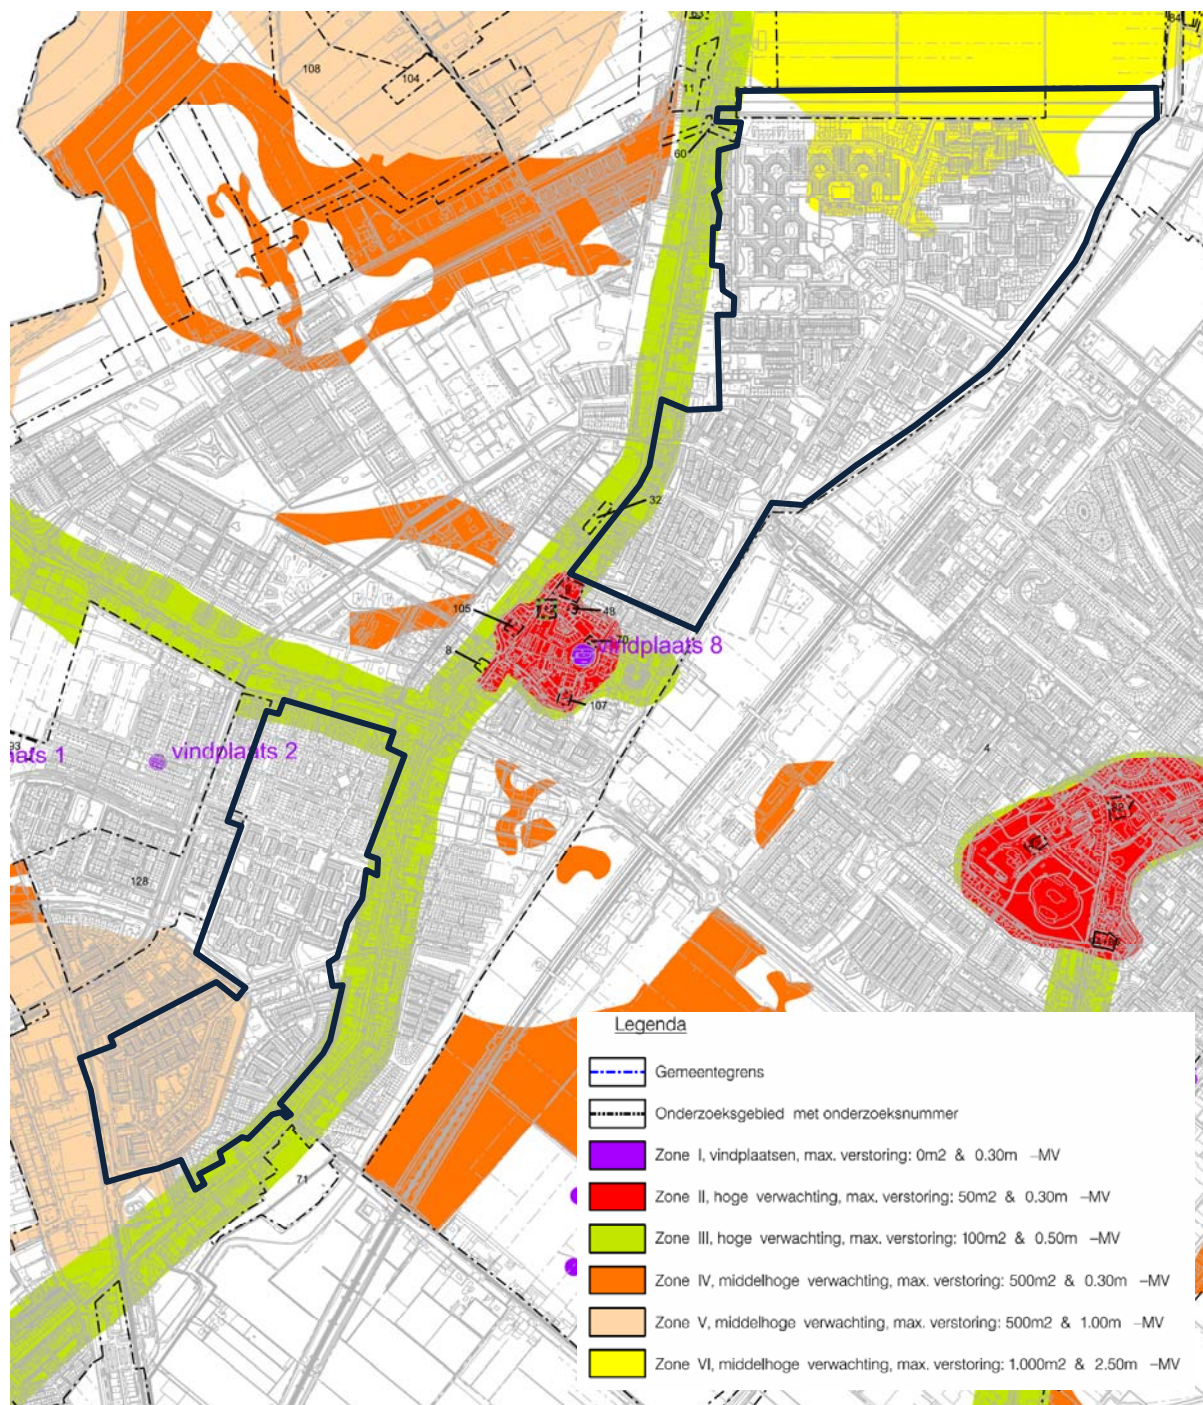 63
84
108
104
11
60
32
105
48
70
vindplaats 8
8
107
93
aats 1
vindplaats 2
4
128
71
Legenda
Gemeentegrens
Onderzoeksgebied met onderzoeksnummer
Zone I, vindplaatsen, max. verstoring: 0m2 & 0.30m -MV
Zone II, hoge verwachting, max. verstoring: 50m2 & 0.30m -MV
Zone III, hoge verwachting, max. verstoring: 100m2 & 0.50m -MV
Zone IV, middelhoge verwachting, max. verstoring: 500m2 & 0.30m -MV
Zone V, middelhoge verwachting, max. verstoring: 500m2 & 1.00m -MV
Zone VI, middelhoge verwachting, max. verstoring: 1.000m2 & 2.50m -MV